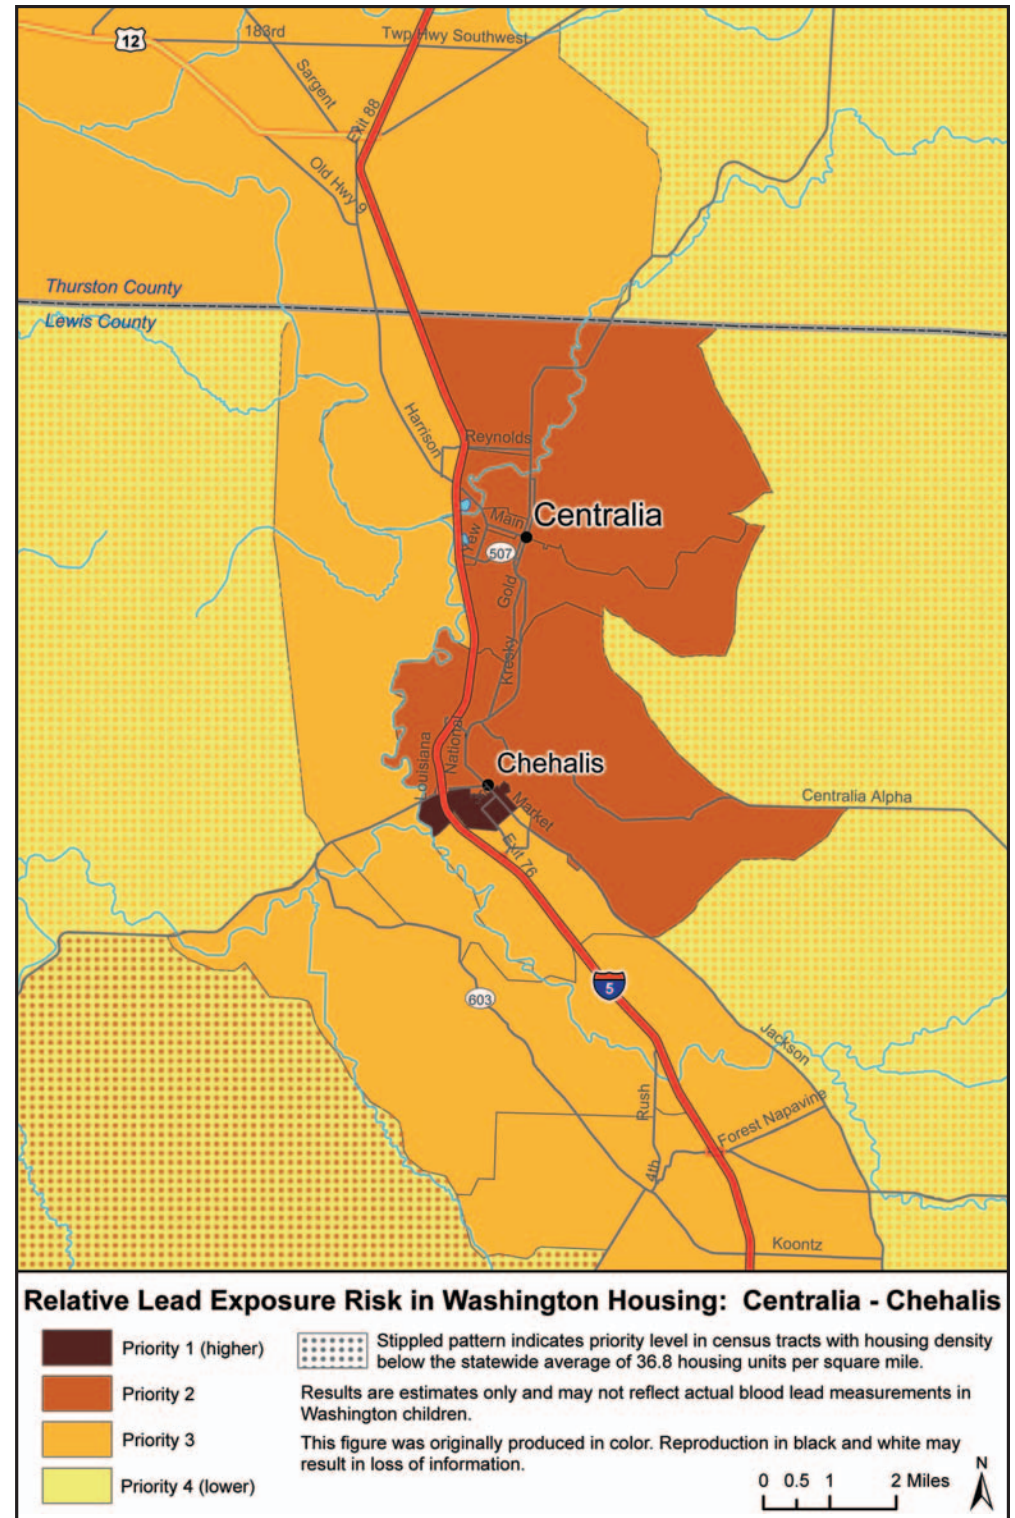 12
183rd
Twp Hwy Southwest
Sargent
Exit 88
Old Hwy 9
Thurston County
Lewis County
Harrison
Reynolds
Main
Centralia
Yew
507
Gold
Kresky
National
Louisiana
Chehalis
Market
Centralia Alpha
Exit 76
5
603
Jackson
Rush
Forest Napavine
4th
Koontz
Relative Lead Exposure Risk in Washington Housing: Centralia - Chehalis
Priority 1 (higher)
Priority 2
Priority 3
Priority 4 (lower)
Stippled pattern indicates priority level in census tracts with housing density
below the statewide average of 36.8 housing units per square mile.
Results are estimates only and may not reflect actual blood lead measurements in
Washington children.
This figure was originally produced in color. Reproduction in black and white may
result in loss of information.
0 0.5 1 2 Miles
N